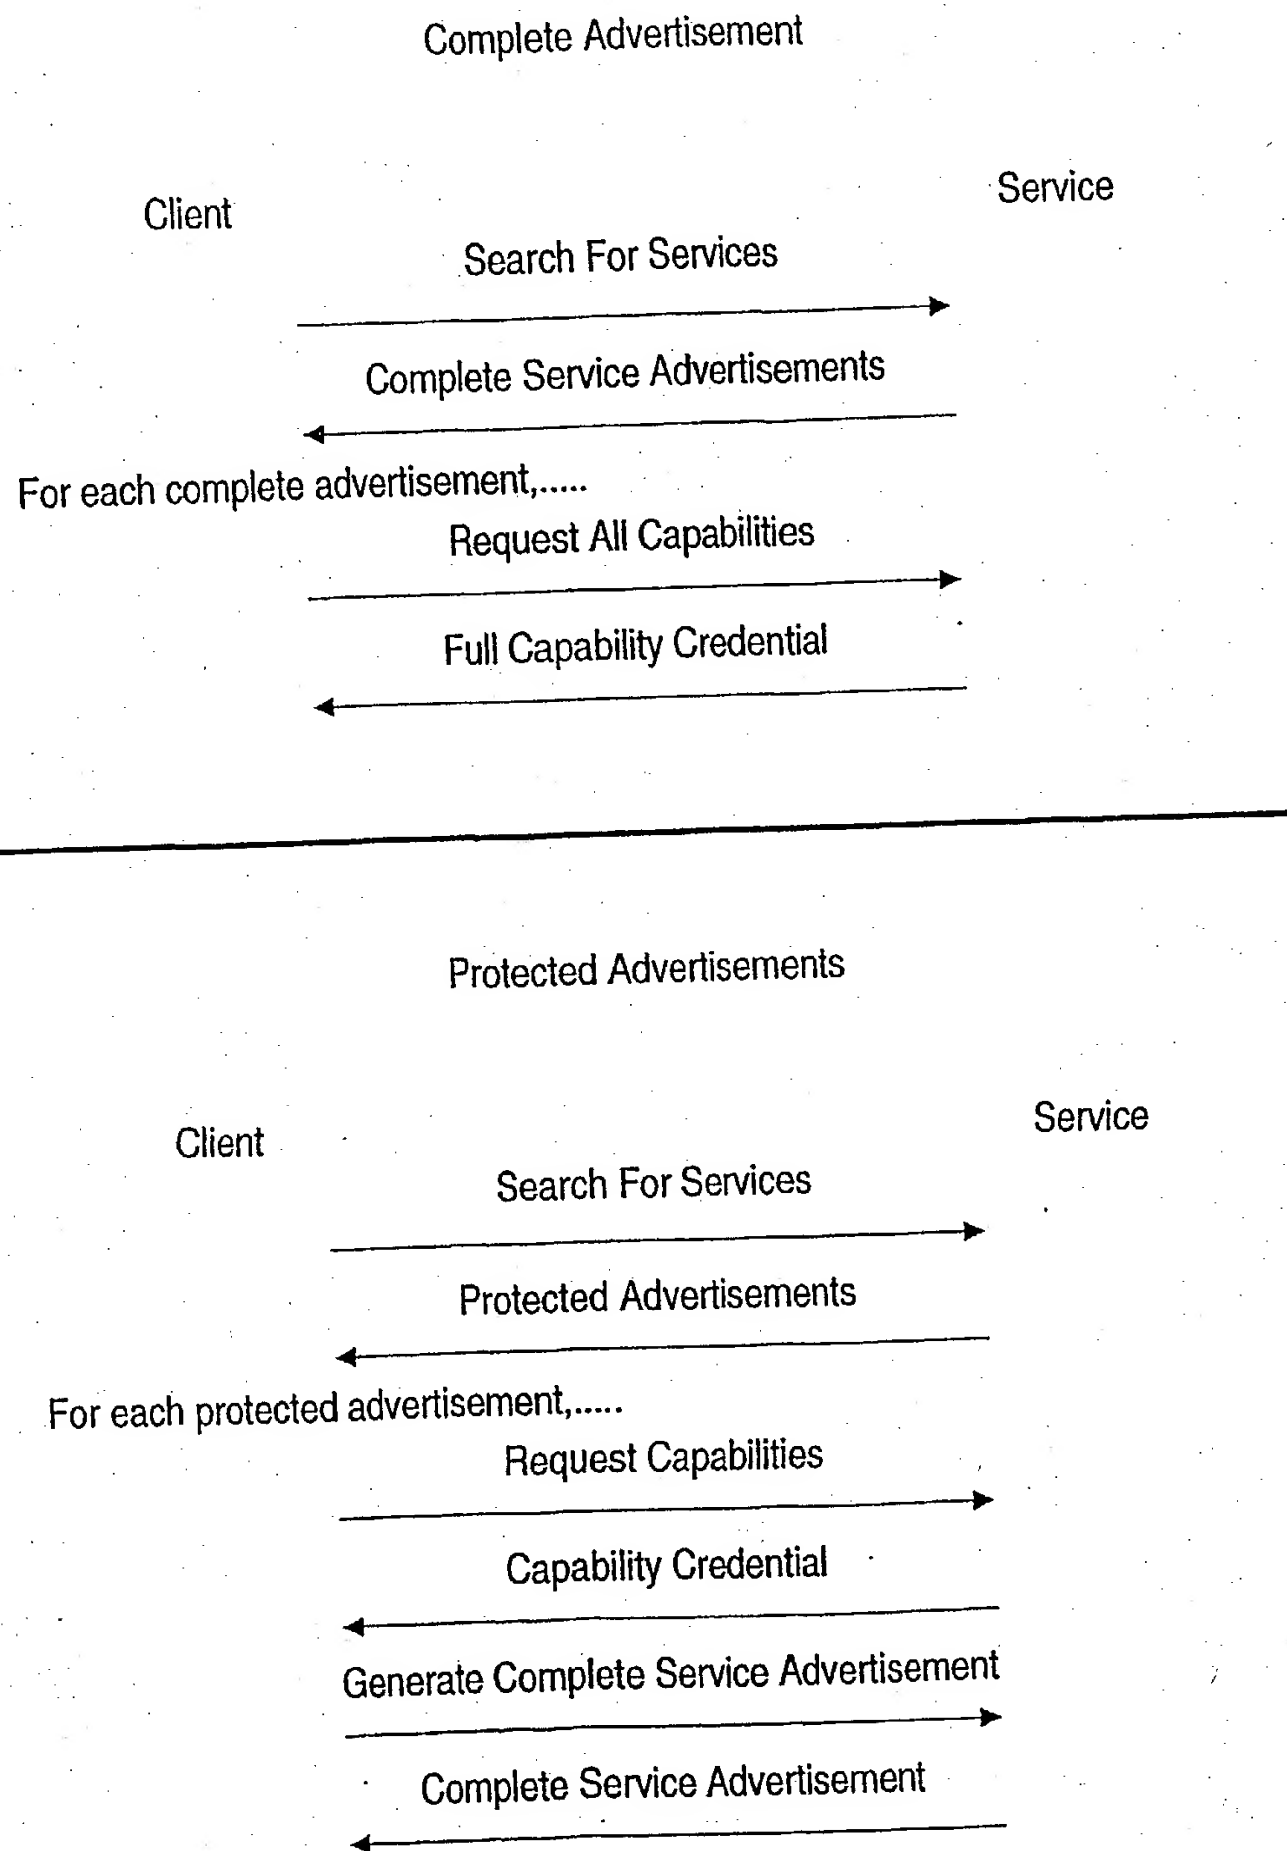 Complete Advertisement
Client
Service
Search For Services
Complete Service Advertisements
For each complete advertisement,.....
Request All Capabilities
Full Capability Credential
Protected Advertisements
Client
Service
Search For Services
Protected Advertisements
For each protected advertisement,.....
Request Capabilities
Capability Credential
Generate Complete Service Advertisement
Complete Service Advertisement